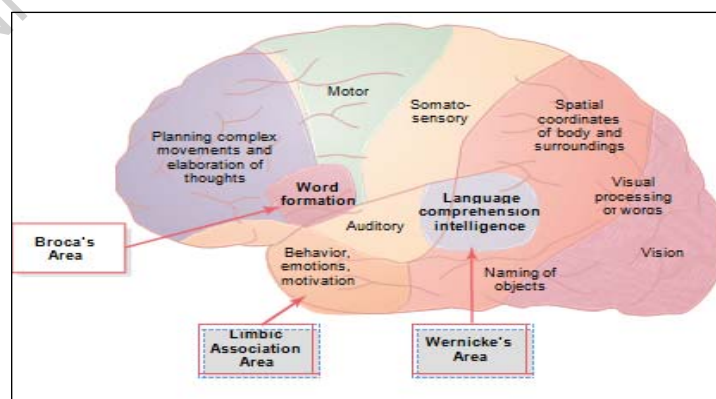 Motor
Somato-
sensory
Spatial
coordinates
of body and
surroundings
Planning complex
movements and
elaboration of
thoughts
Word
formation
Language
comprehension
intelligence
Visual
processing
of words
Broca's
Area
Auditory
Behavior,
emotions,
motivation
Vision
Naming of
objects
Limbic
Association
Area
Wernicke's
Area